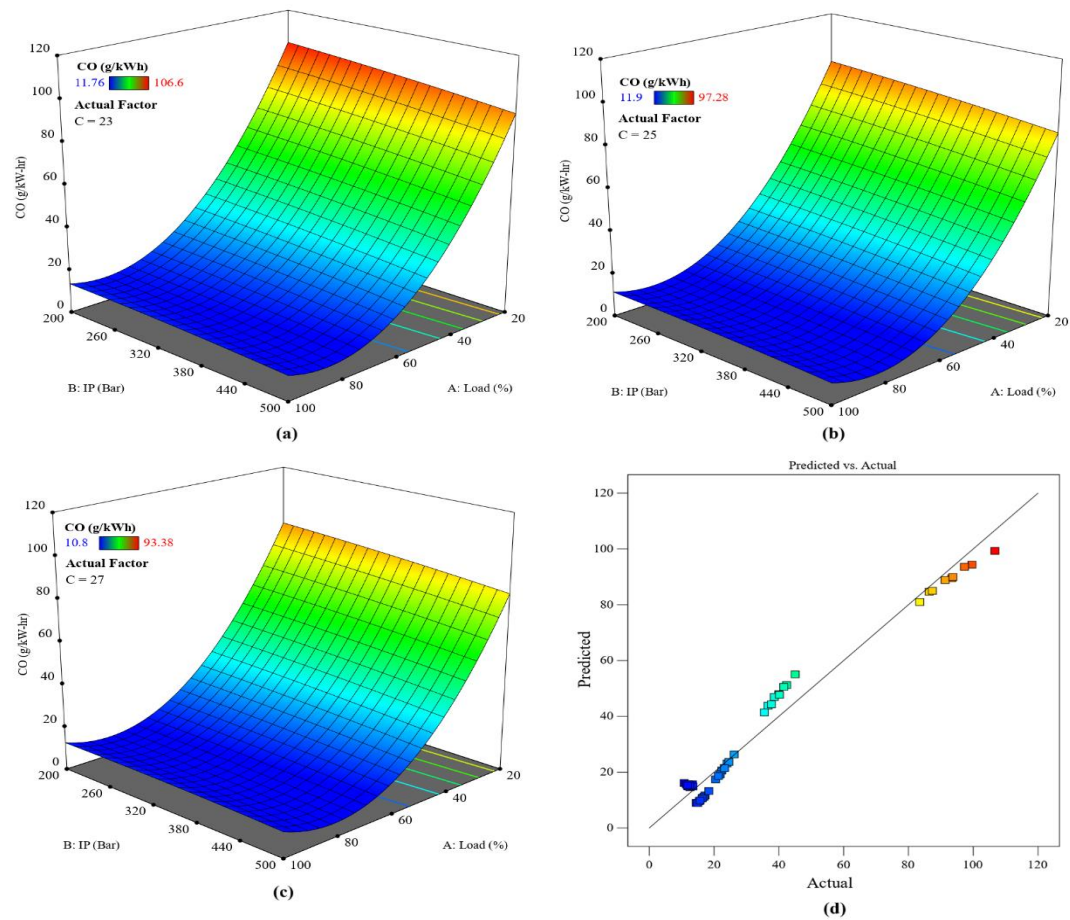 120
100
80
60
40
20
0
CO (g/kW-hr)
CO (g/kWh)
11.76 106.6
Actual Factor
C = 23
200
260
320
380
440
500
B: IP (Bar)
100
80
60
40
20
A: Load (%)
(a)
120
100
80
60
40
20
0
CO (g/kW-hr)
CO (g/kWh)
11.9 97.28
Actual Factor
C = 25
200
260
320
380
440
500
B: IP (Bar)
100
80
60
40
20
A: Load (%)
(b)
120
100
80
60
40
20
0
CO (g/kW-hr)
CO (g/kWh)
10.8 93.38
Actual Factor
C = 27
200
260
320
380
440
500
B: IP (Bar)
100
80
60
40
20
A: Load (%)
(c)
Predicted vs. Actual
Predicted
120
100
80
60
40
20
0
0 20 40 60 80 100 120
Actual
(d)